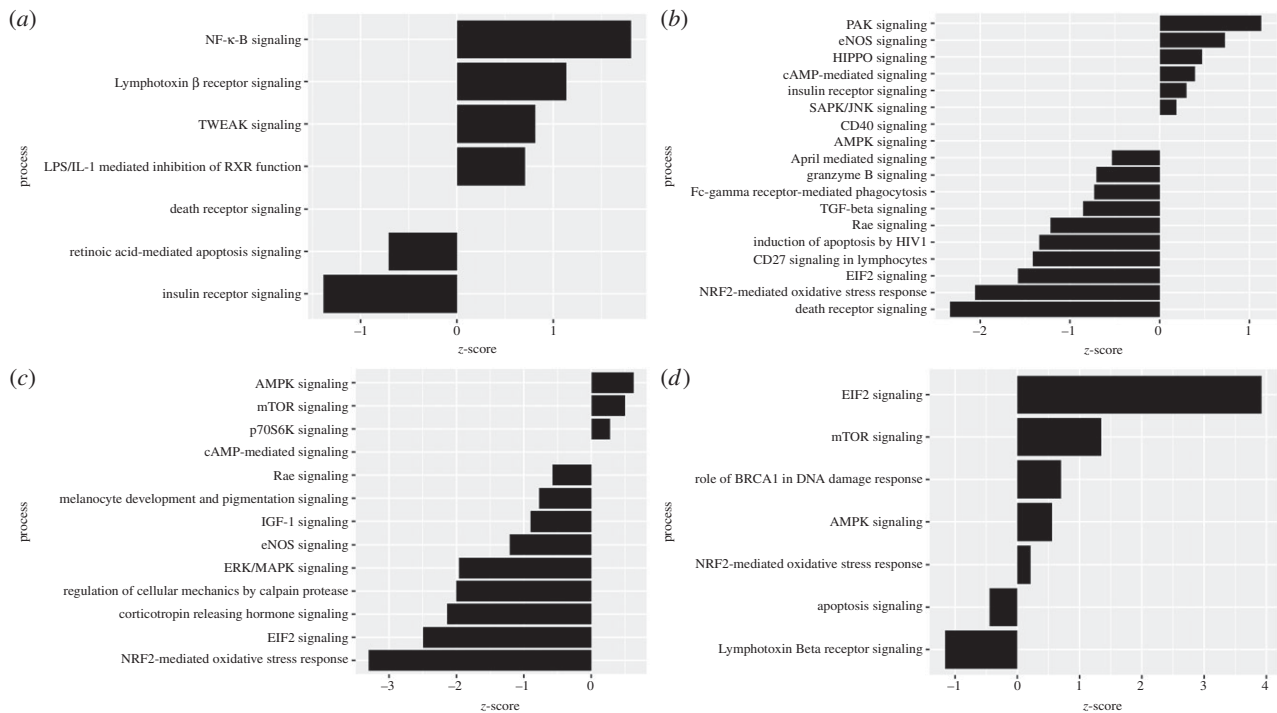 (a)
process
NF-κ-B signaling
Lymphotoxin β receptor signaling
TWEAK signaling
LPS/IL-1 mediated inhibition of RXR function
death receptor signaling
retinoic acid-mediated apoptosis signaling
insulin receptor signaling
–1 0 1
z-score
(b)
process
PAK signaling
eNOS signaling
HIPPO signaling
cAMP-mediated signaling
insulin receptor signaling
SAPK/JNK signaling
CD40 signaling
AMPK signaling
April mediated signaling
granzyme B signaling
Fc-gamma receptor-mediated phagocytosis
TGF-beta signaling
Rae signaling
induction of apoptosis by HIV1
CD27 signaling in lymphocytes
EIF2 signaling
NRF2-mediated oxidative stress response
death receptor signaling
–2 –1 0 1
z-score
(c)
process
AMPK signaling
mTOR signaling
p70S6K signaling
cAMP-mediated signaling
Rae signaling
melanocyte development and pigmentation signaling
IGF-1 signaling
eNOS signaling
ERK/MAPK signaling
regulation of cellular mechanics by calpain protease
corticotropin releasing hormone signaling
EIF2 signaling
NRF2-mediated oxidative stress response
–3 –2 –1 0
z-score
(d)
process
EIF2 signaling
mTOR signaling
role of BRCA1 in DNA damage response
AMPK signaling
NRF2-mediated oxidative stress response
apoptosis signaling
Lymphotoxin Beta receptor signaling
–1 0 1 2 3 4
z-score